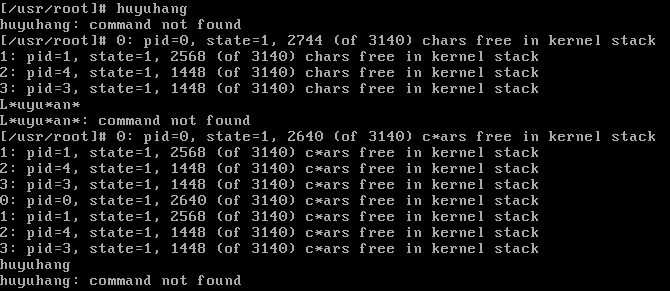 [/usr/root]# huyuhang
huyuhang: command not found
[/usr/root]# 0: pid=0, state=1, 2744 (of 3140) chars free in kernel stack
1: pid=1, state=1, 2568 (of 3140) chars free in kernel stack
2: pid=4, state=1, 1448 (of 3140) chars free in kernel stack
3: pid=3, state=1, 1448 (of 3140) chars free in kernel stack
L*uyu*an*
L*uyu*an*: command not found
[/usr/root]# 0: pid=0, state=1, 2640 (of 3140) c*ars free in kernel stack
1: pid=1, state=1, 2568 (of 3140) c*ars free in kernel stack
2: pid=4, state=1, 1448 (of 3140) c*ars free in kernel stack
3: pid=3, state=1, 1448 (of 3140) c*ars free in kernel stack
0: pid=0, state=1, 2640 (of 3140) c*ars free in kernel stack
1: pid=1, state=1, 2568 (of 3140) c*ars free in kernel stack
2: pid=4, state=1, 1448 (of 3140) c*ars free in kernel stack
3: pid=3, state=1, 1448 (of 3140) c*ars free in kernel stack
huyuhang
huyuhang: command not found